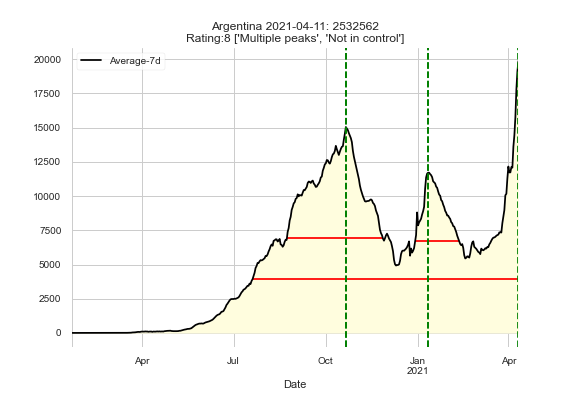 Argentina 2021-04-11: 2532562
Rating:8 ['Multiple peaks', 'Not in control']
Average-7d
20000
17500
15000
12500
10000
7500
5000
2500
0
Apr
Jul
Oct
Jan
2021
Apr
Date